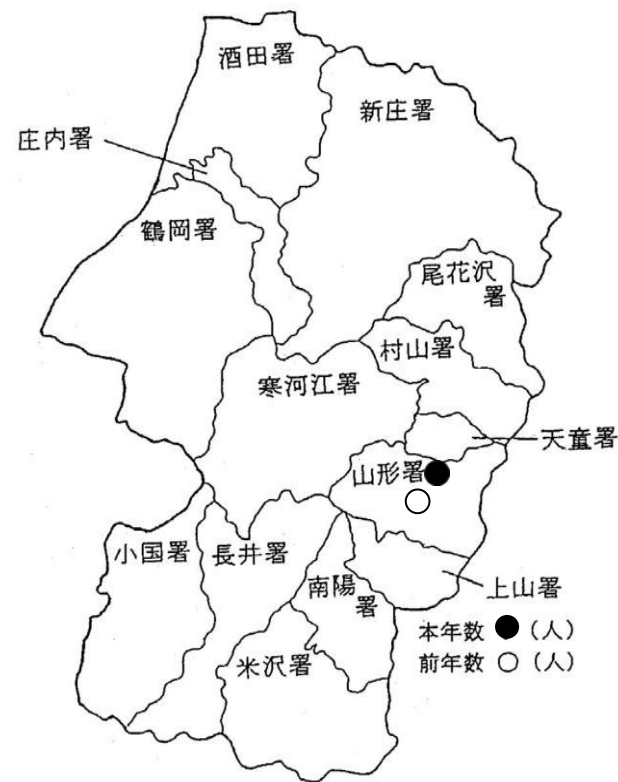 酒田署
新庄署
庄内署
鶴岡署
尾花沢
署
村山署
寒河江署
天童署
山形署
小国署
長井署
南陽
署
上山署
本年数 ● (人)
米沢署
前年数 ○ (人)